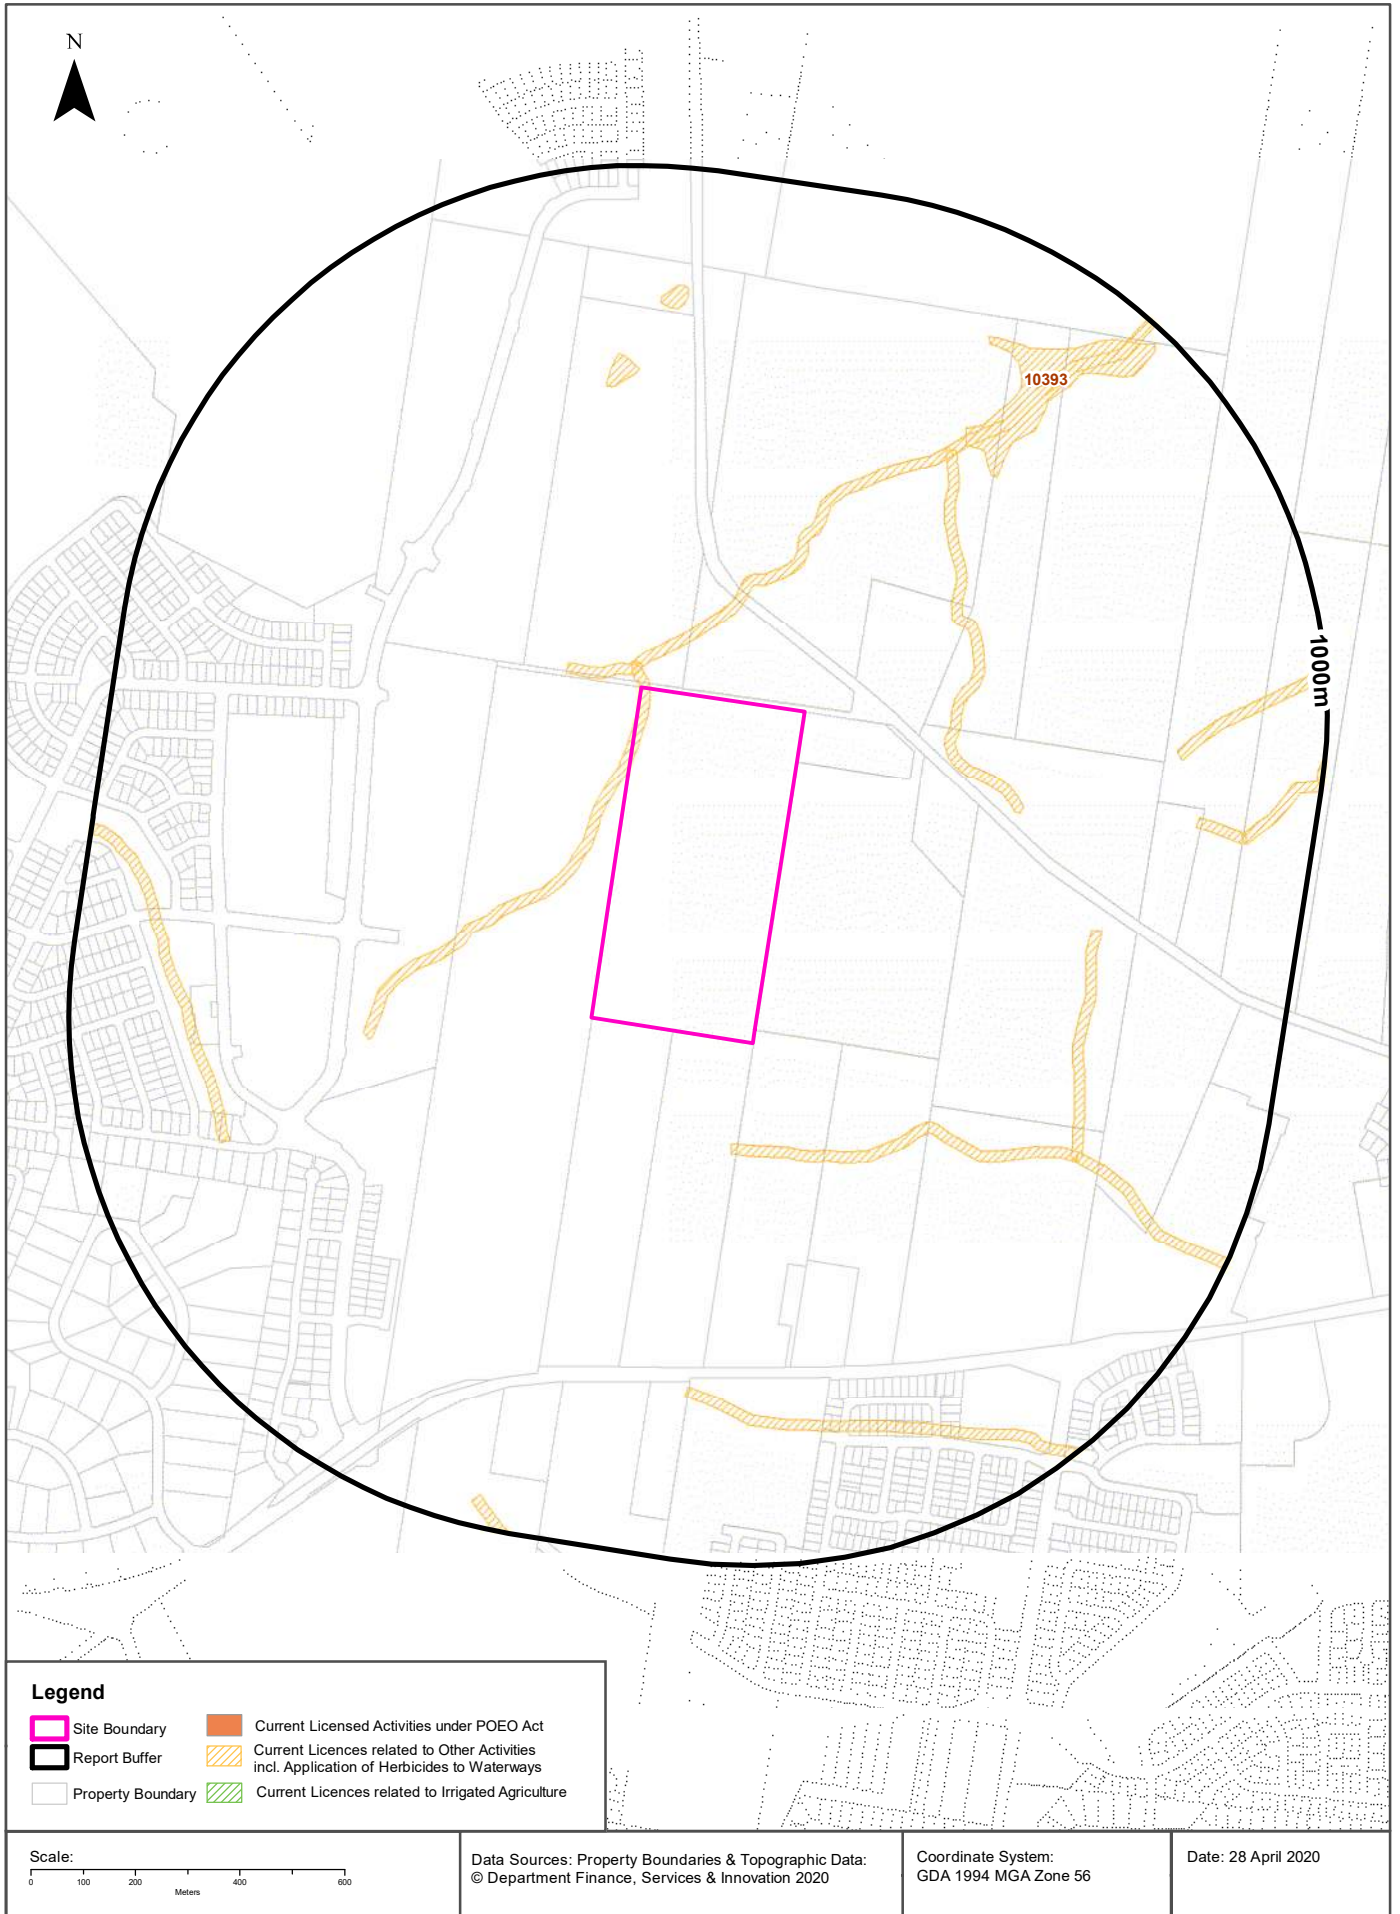 N
10393
1000m
Legend
Site Boundary
Report Buffer
Property Boundary
Current Licensed Activities under POEO Act
Current Licences related to Other Activities
incl. Application of Herbicides to Waterways
Current Licences related to Irrigated Agriculture
Scale:
0 100 200 400 600
Meters
Data Sources: Property Boundaries & Topographic Data:
© Department Finance, Services & Innovation 2020
Coordinate System:
GDA 1994 MGA Zone 56
Date: 28 April 2020